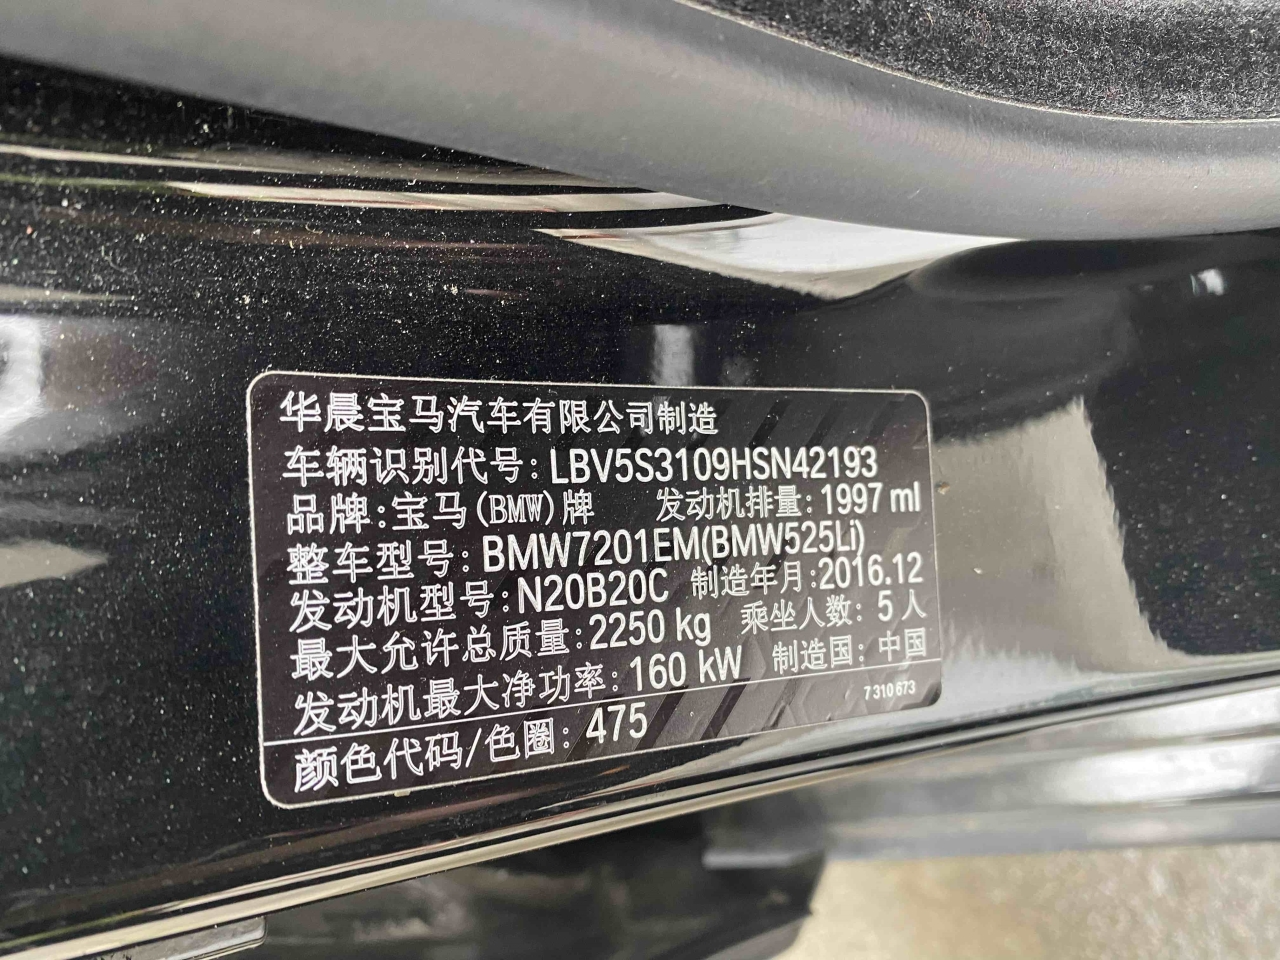 华晨宝马汽车有限公司制造
车辆识别代号: LBV5S3109HSN42193
品牌: 宝马(BMW)牌 发动机排量: 1997 ml
整车型号: BMW7201EM(BMW525Li)
发动机型号: N20B20C 制造年月: 2016.12
最大允许总质量: 2250 kg 乘坐人数: 5 人
发动机最大净功率: 160 kW 制造国: 中国
7 310 673
颜色代码/色圈: 475